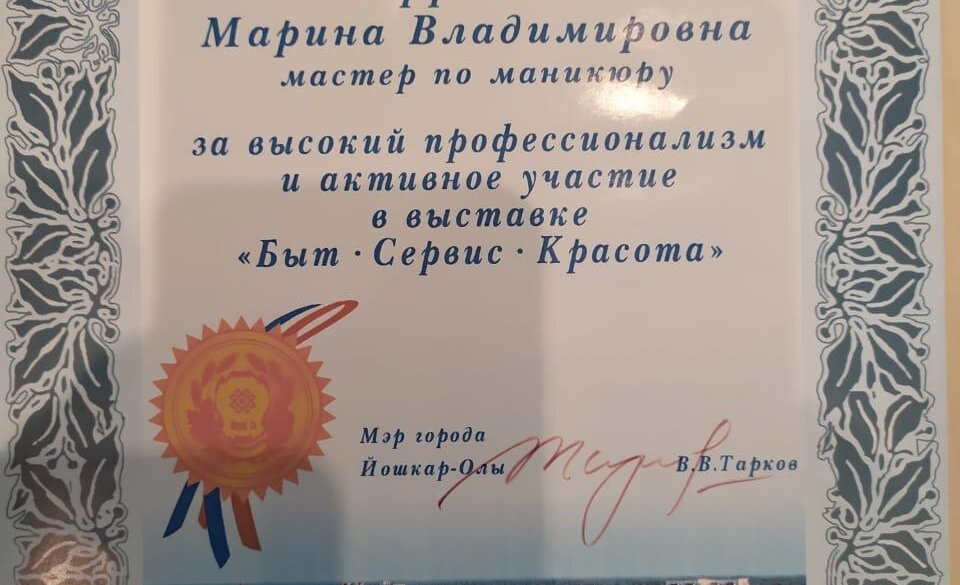 Марина Владимировна
мастер по маникюру
за высокий профессионализм
и активное участие
в выставке
«Быт · Сервис · Красота»
Мэр города
Йошкар-Олы
В.В.Тарков